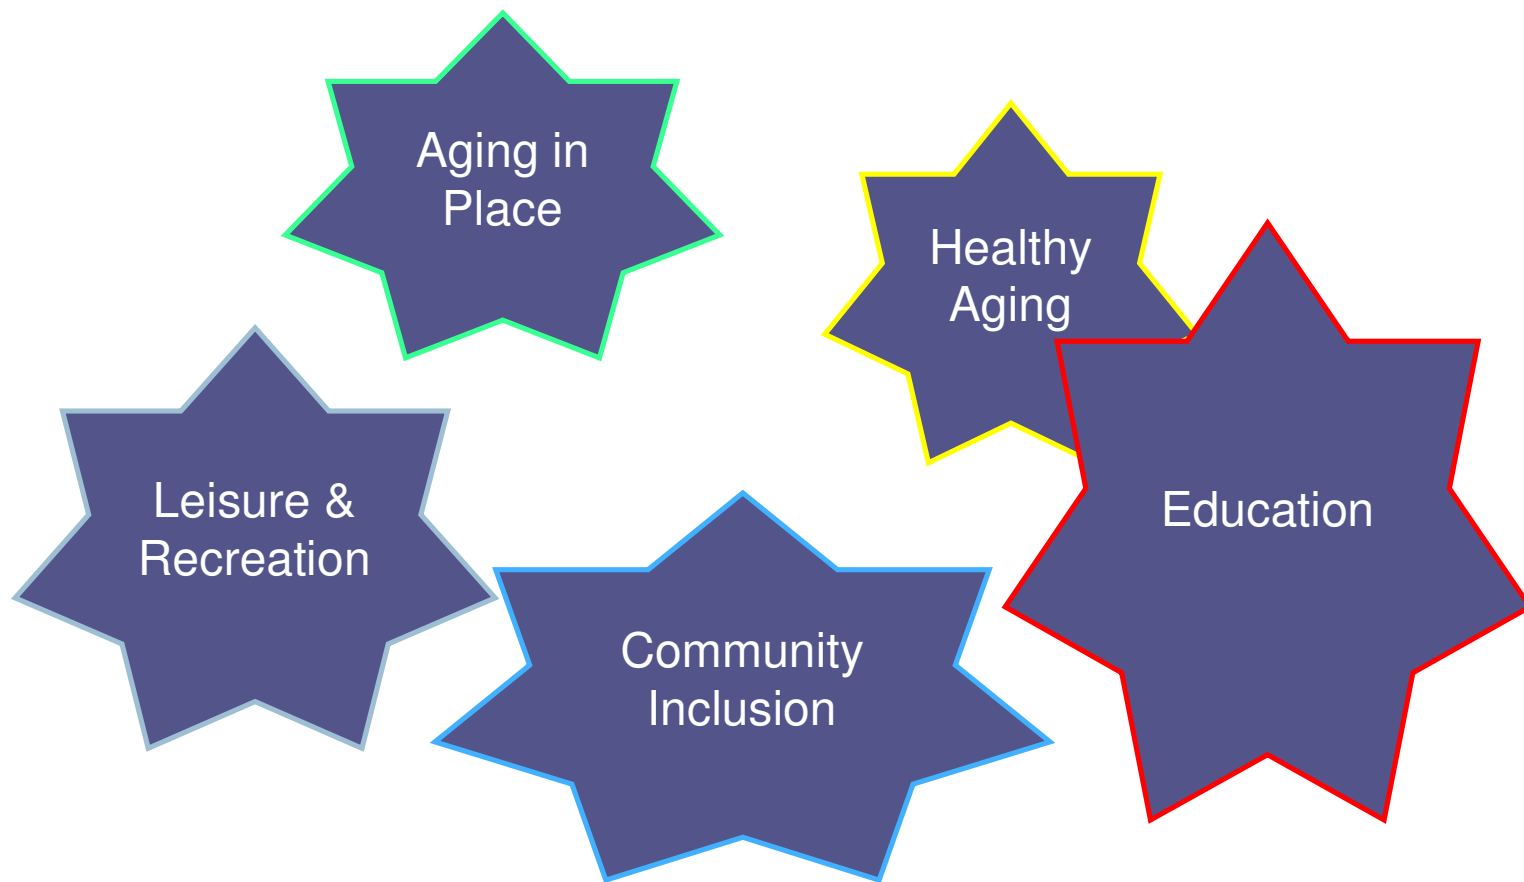 Aging in
Place
Healthy
Aging
Leisure &
Recreation
Education
Community
Inclusion